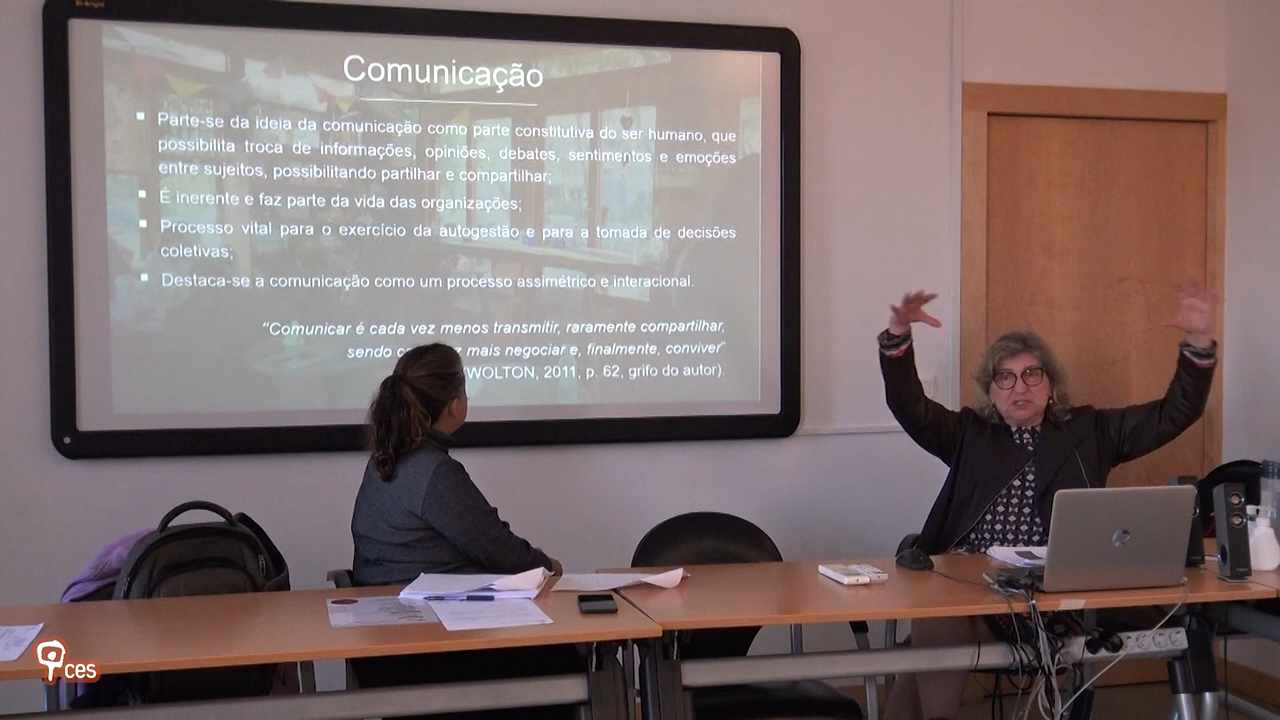 Comunicação
Parte-se da ideia da comunicação como parte constitutiva do ser humano, que
possibilita troca de informações, opiniões, debates, sentimentos e emoções
entre sujeitos, possibilitando partilhar e compartilhar;
É inerente e faz parte da vida das organizações;
Processo vital para o exercício da autogestão e para a tomada de decisões
coletivas;
Destaca-se a comunicação como um processo assimétrico e interacional.
“Comunicar é cada vez menos transmitir, raramente compartilhar,
sendo mais negociar e, finalmente, conviver”
WOLTON, 2011, p. 62, grifo do autor).
hp
ces